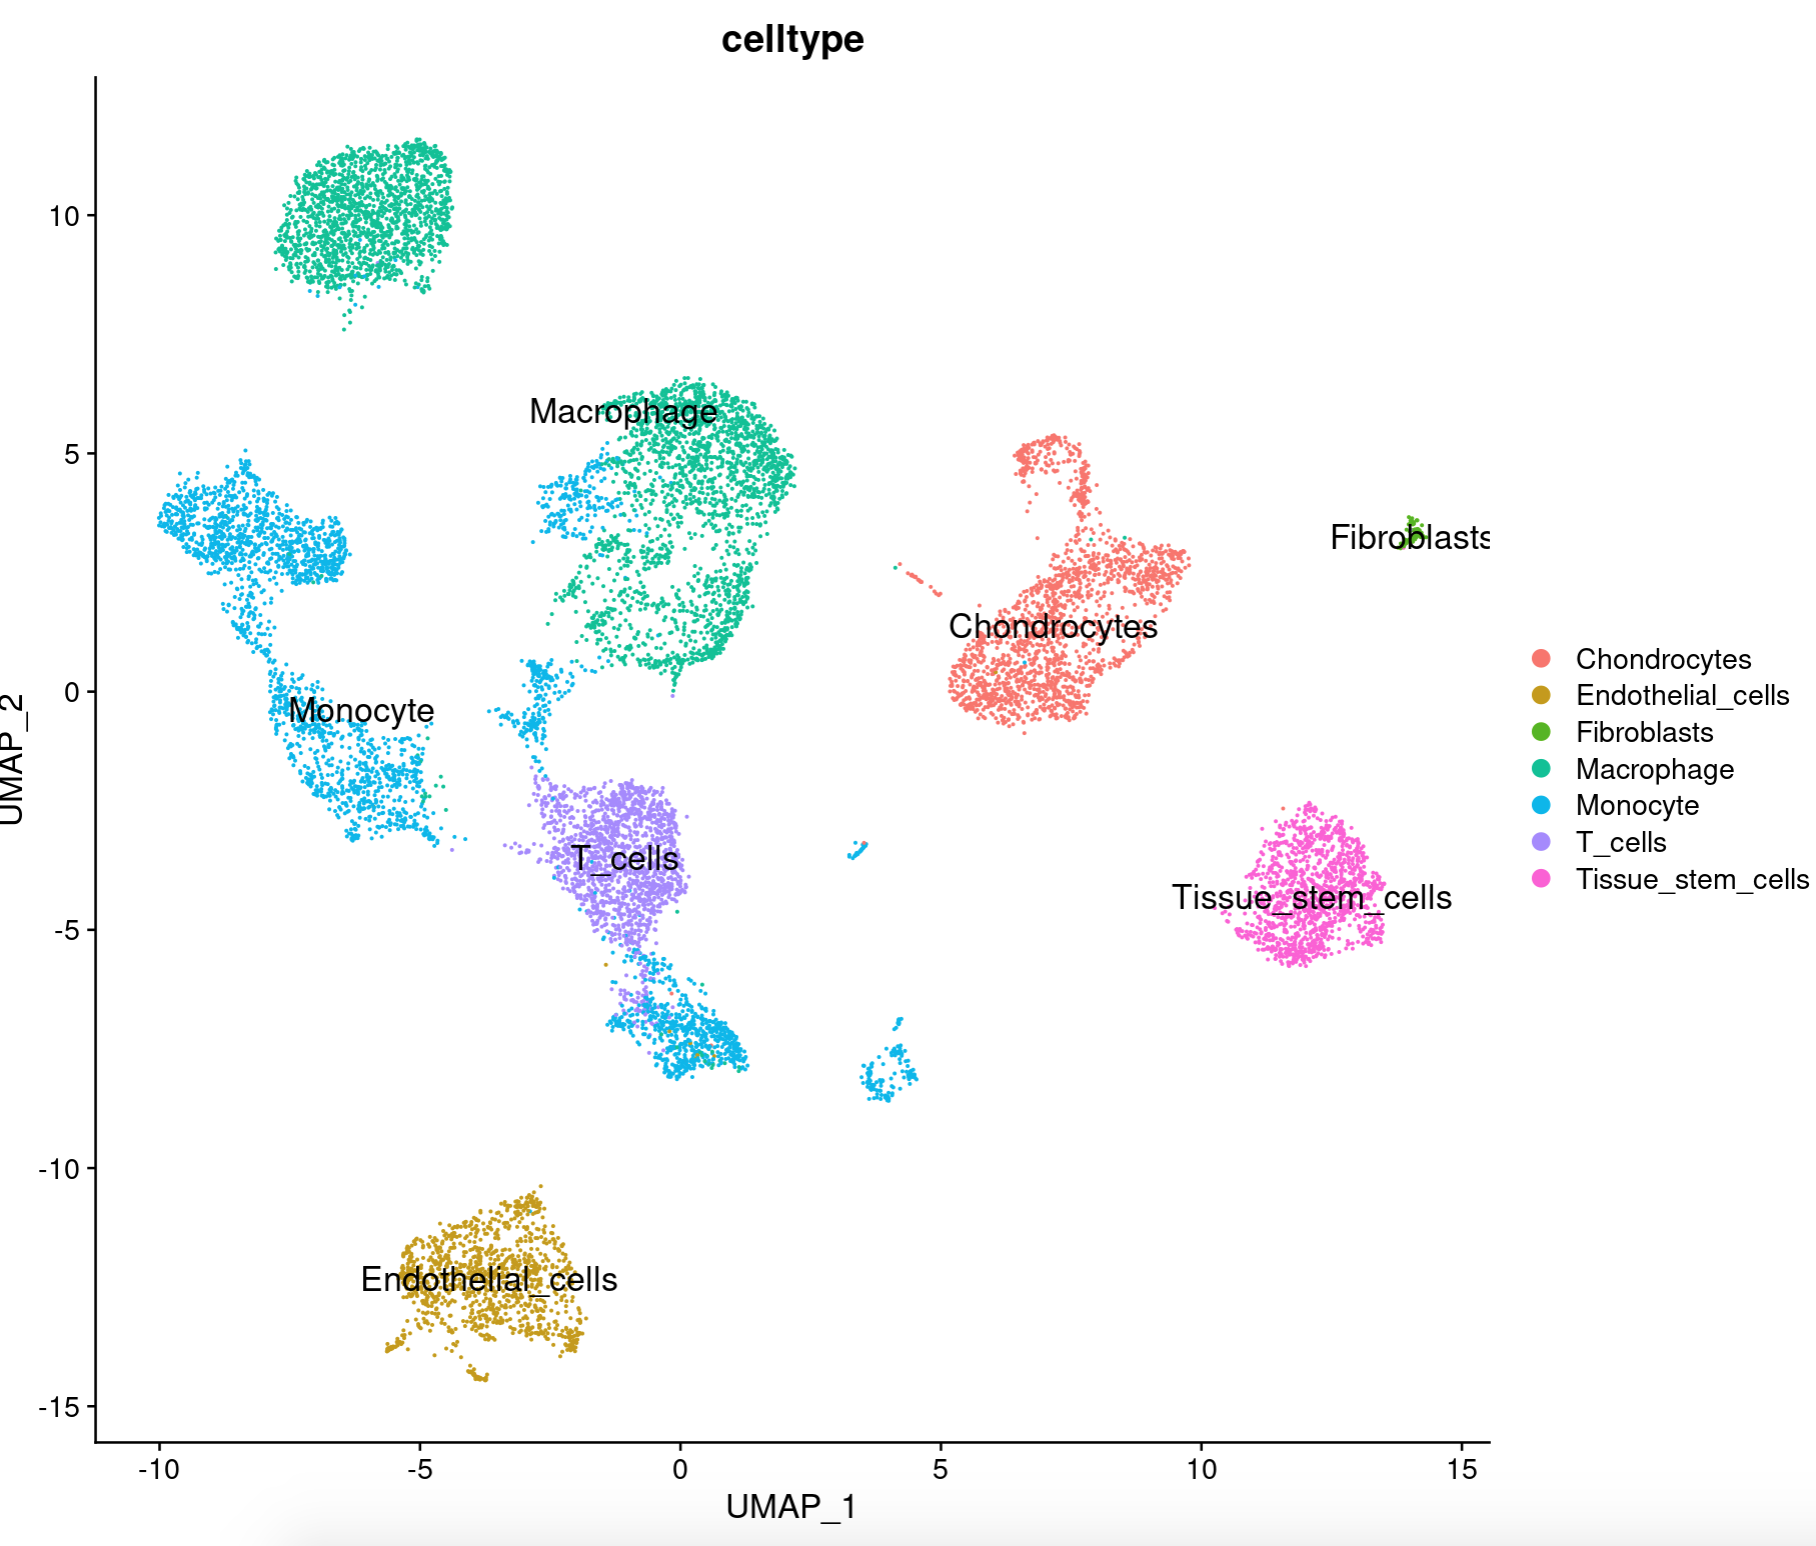 celltype
10
5
0
-5
-10
-15
UMAP_2
Macrophage
Fibroblasts
Chondrocytes
Monocyte
T_cells
Tissue_stem_cells
Endothelial_cells
-10
-5
0
5
10
15
UMAP_1
Chondrocytes
Endothelial_cells
Fibroblasts
Macrophage
Monocyte
T_cells
Tissue_stem_cells